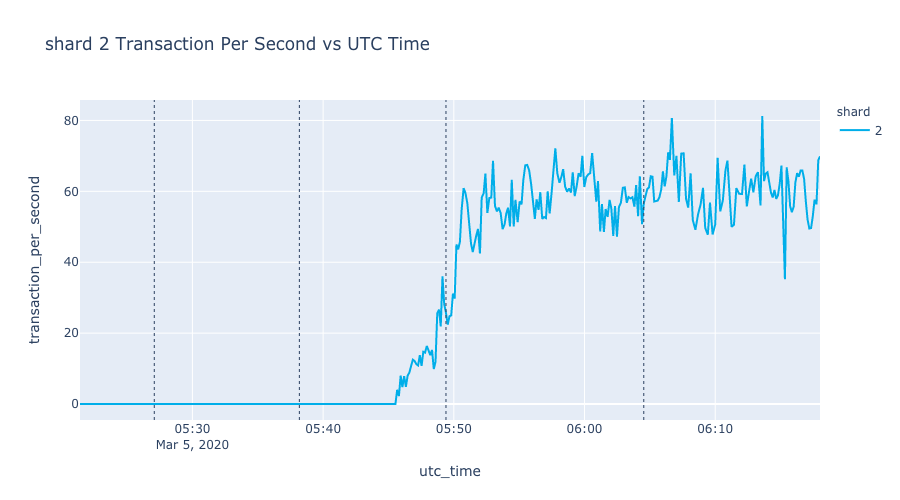 shard 2 Transaction Per Second vs UTC Time
shard
2
transaction_per_second
80
60
40
20
0
05:30
05:40
05:50
06:00
06:10
Mar 5, 2020
utc_time